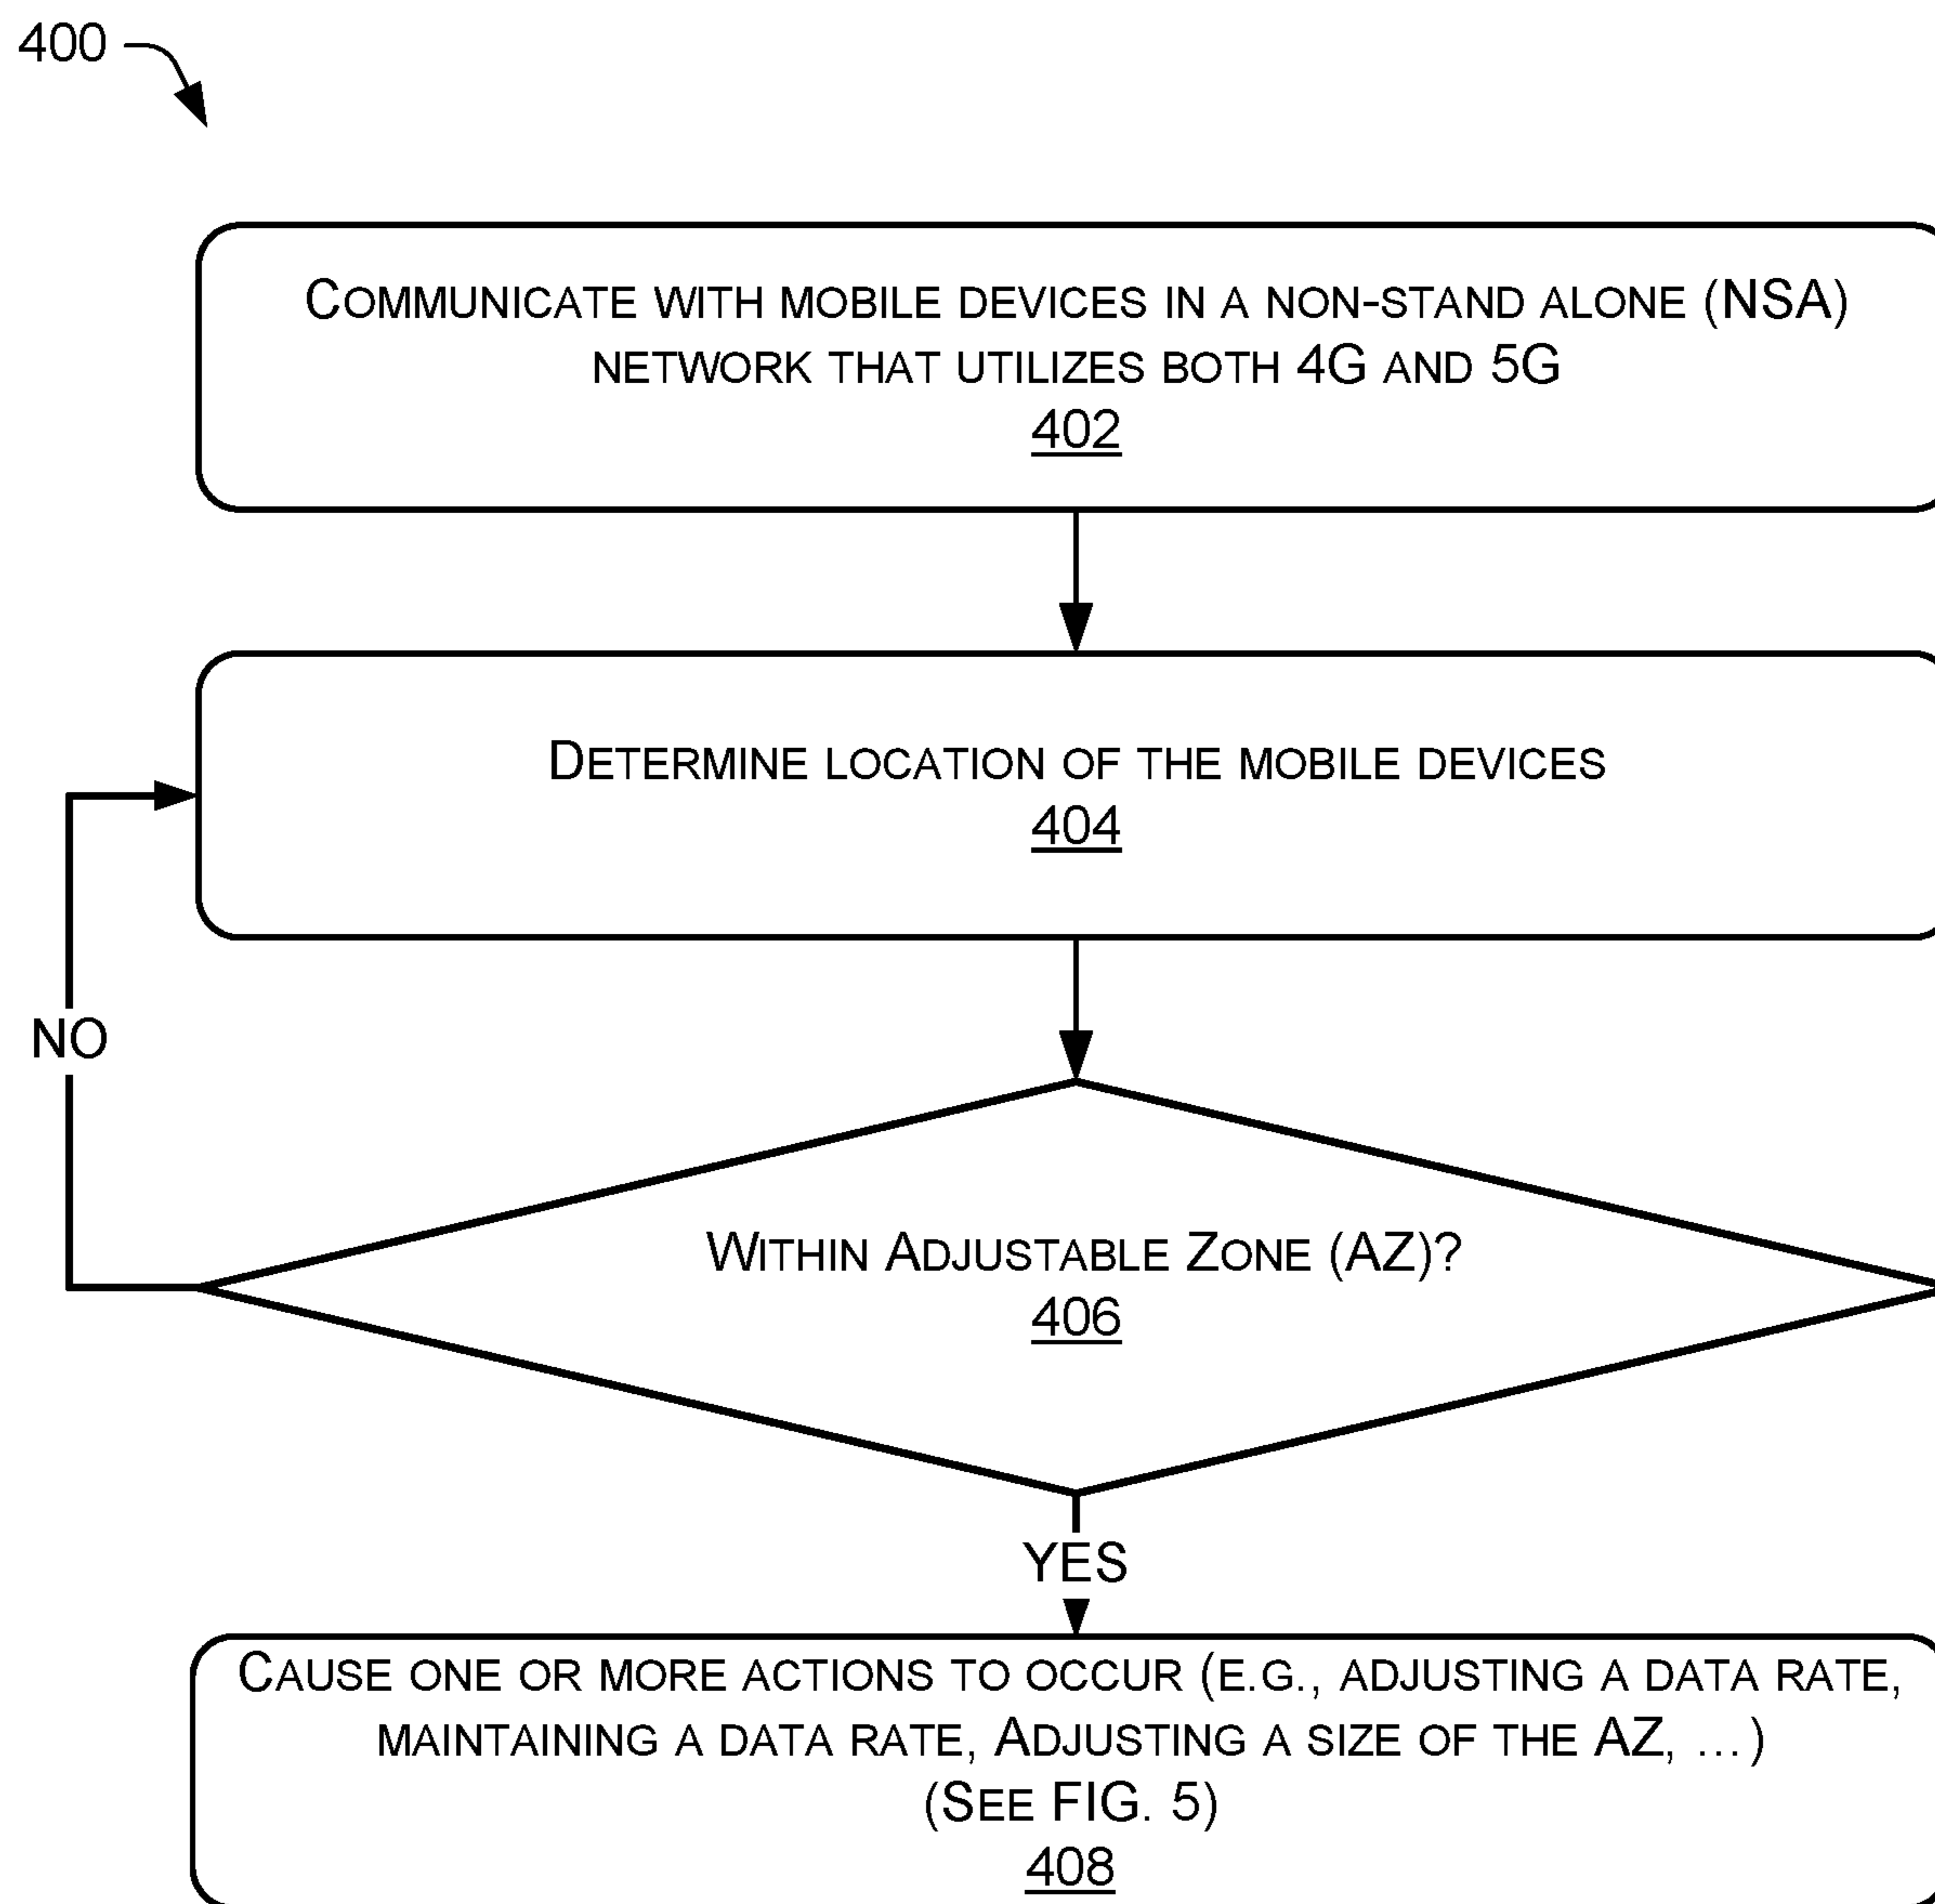 400
COMMUNICATE WITH MOBILE DEVICES IN A NON-STAND ALONE (NSA)
NETWORK THAT UTILIZES BOTH 4G AND 5G
402
DETERMINE LOCATION OF THE MOBILE DEVICES
404
NO
WITHIN ADJUSTABLE ZONE (AZ)?
406
YES
CAUSE ONE OR MORE ACTIONS TO OCCUR (E.G., ADJUSTING A DATA RATE,
MAINTAINING A DATA RATE, ADJUSTING A SIZE OF THE AZ, ...)
(SEE FIG. 5)
408